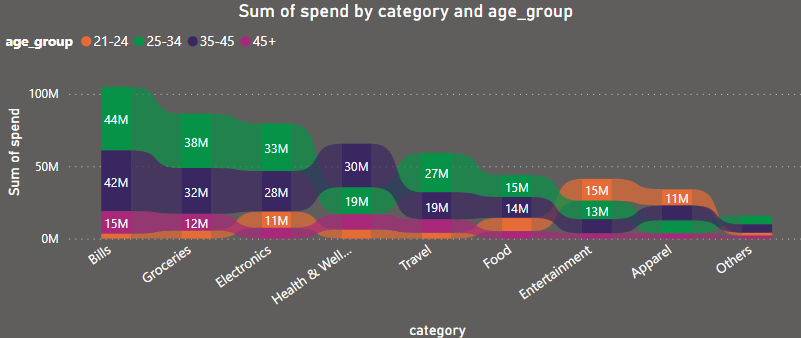 Sum of spend by category and age_group
age_group 21-24 25-34 35-45 45+
Sum of spend
100M
50M
0M
44M
42M
15M
38M
32M
12M
33M
28M
11M
30M
19M
27M
19M
15M
14M
15M
13M
11M
Bills
Groceries
Electronics
Health & Well...
Travel
Food
Entertainment
Apparel
Others
category